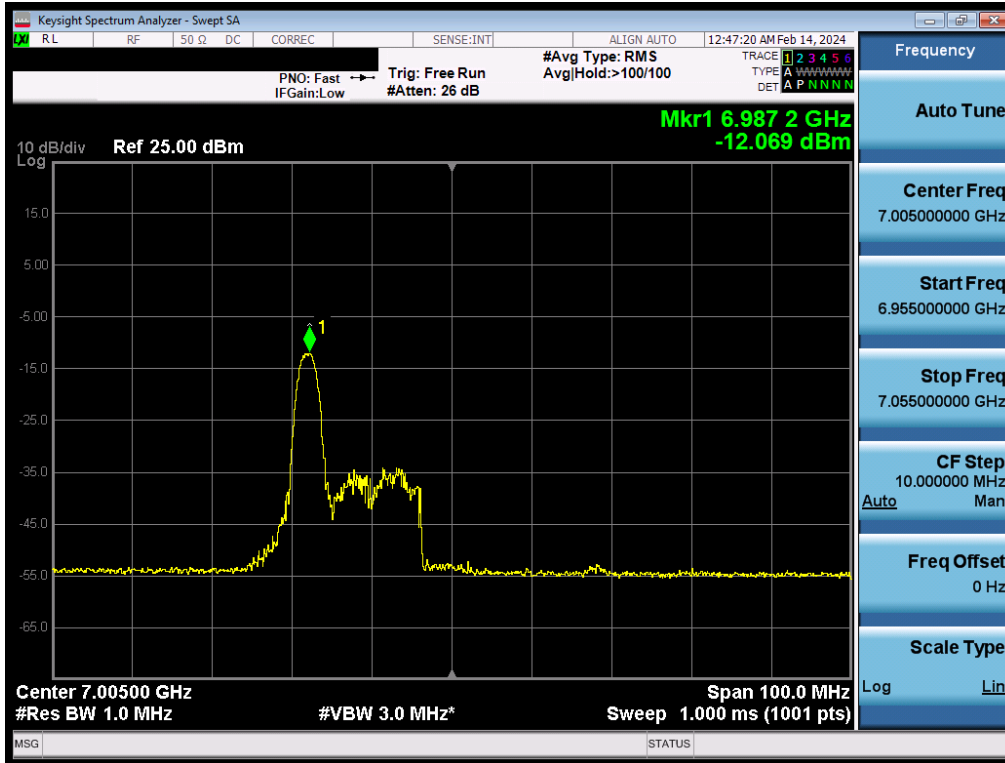 Keysight Spectrum Analyzer - Swept SA
LXI RL RF 50 Ω DC CORREC SENSE:INT ALIGN AUTO 12:47:20 AM Feb 14, 2024
PNO: Fast
IFGain:Low
Trig: Free Run
#Atten: 26 dB
#Avg Type: RMS
Avg|Hold:>100/100
TRACE 1 2 3 4 5 6
TYPE A WWWWW
DET A P N N N N
Mkr1 6.987 2 GHz
-12.069 dBm
10 dB/div Ref 25.00 dBm
Log
15.0
5.00
-5.00
-15.0
-25.0
-35.0
-45.0
-55.0
-65.0
1
Center 7.00500 GHz Span 100.0 MHz
#Res BW 1.0 MHz #VBW 3.0 MHz* Sweep 1.000 ms (1001 pts)
MSG STATUS
Frequency
Auto Tune
Center Freq
7.005000000 GHz
Start Freq
6.955000000 GHz
Stop Freq
7.055000000 GHz
CF Step
10.000000 MHz
Auto Man
Freq Offset
0 Hz
Scale Type
Log Lin